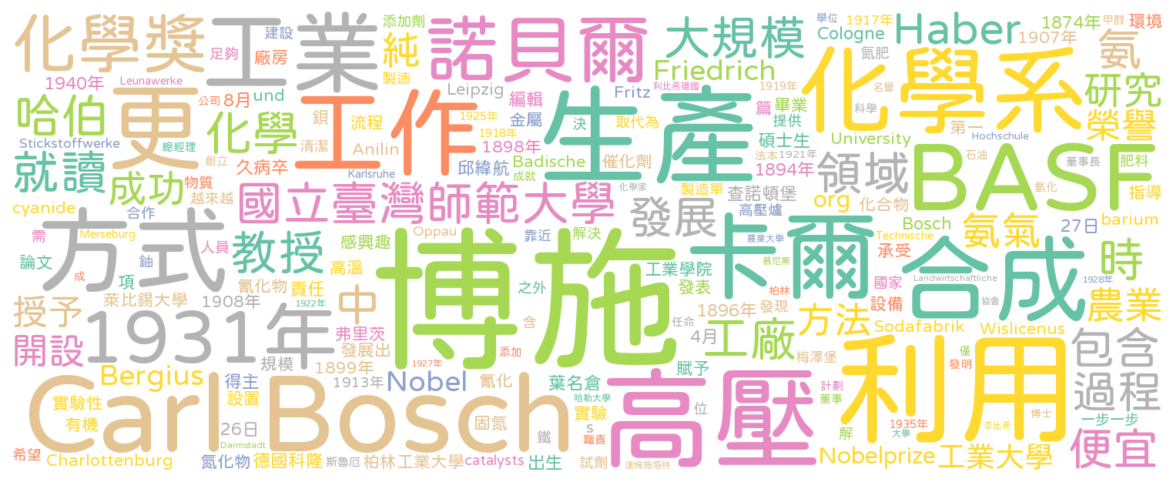 化學獎
工業
添加劑
建設
足夠
廠房
純
製造
諾貝爾
大規模
學位
1917年
Cologne
Haber
1874年
1907年
甲醇
環境
氨
1940年
Leunawerke
公司
8月
und
Leipzig
編輯
Friedrich
利比希德國
1919年
篇
畢業
提供
名譽
氮肥
科學
化學系
研究
榮譽
哈伯
更
化學
鋇
流程
工作
1925年
1918年
1898年
金屬
Fritz
生產
決
取代為
碩士生
University
第一
Hochschule
Stickstoffwerke
總經理
創立
清潔
Anilin
久病卒
Karlsruhe
Badische
成就
邱緯航
催化劑
法本
1921年
1894年
石油
董事長
肥料
就讀
成功
物質
越來越
國立臺灣師範大學
化學家
製造單
查諾頓堡
領域
氫化
BASF
指導
cyanide
合作
方式
發展
高壓爐
org
化合物
Bosch
27日
barium
需
Merseburg
人員
教授
感興趣
Oppau
靠近
解決
農業大學
慕尼黑
Technische
承受
氨氣
時
論文
鈾
項
氰化物
高溫
責任
博施
之外
工業學院
發表
卡爾
國家
設備
合成
Landwirtschaftliche
協會
1928年
農業
授予
成
萊比錫大學
1908年
1922年
中
含
任命
1896年
發現
柏林
方法
Sodafabrik
Wislicenus
開設
1931年
弗里茨
添加
4月
工廠
梅澤堡
僅
發明
包含
規模
發展出
1927年
賦予
過程
Bergius
得主
1899年
1913年
Nobel
氰化
葉名倉
哈勒大學
高壓
計劃
董事
利用
實驗性
有機
設置
Carl Bosch
固氮
實驗
s
職責
位
1935年
大學
李比希
博士
一步一步
便宜
希望
26日
Darmstadt
鐵
解
Charlottenburg
氮化物
德國科隆
斯魯厄
柏林工業大學
catalysts
出生
試劑
達姆施塔特
Nobelprize
工業大學